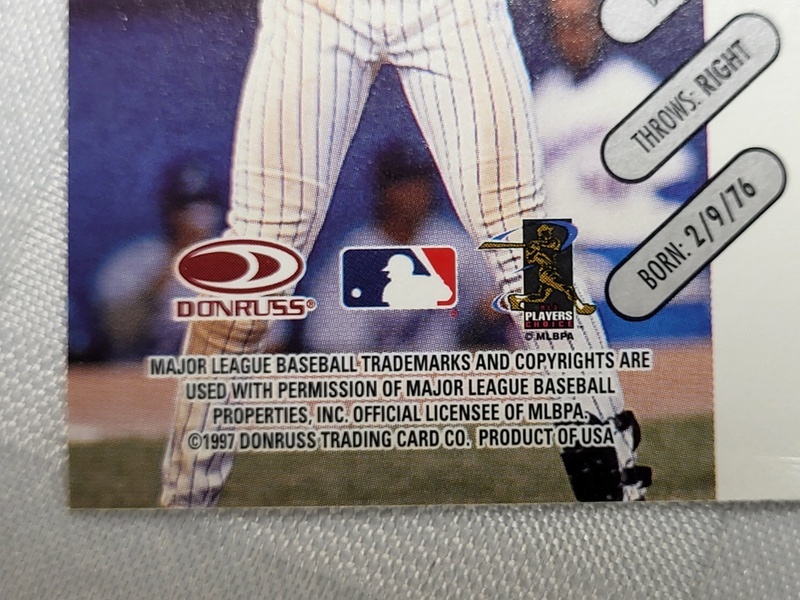 THROWS: RIGHT
BORN: 2/9/76
DONRUSS®
PLAYERS
CHOICE
© MLBPA
MAJOR LEAGUE BASEBALL TRADEMARKS AND COPYRIGHTS ARE
USED WITH PERMISSION OF MAJOR LEAGUE BASEBALL
PROPERTIES, INC. OFFICIAL LICENSEE OF MLBPA.
©1997 DONRUSS TRADING CARD CO. PRODUCT OF USA